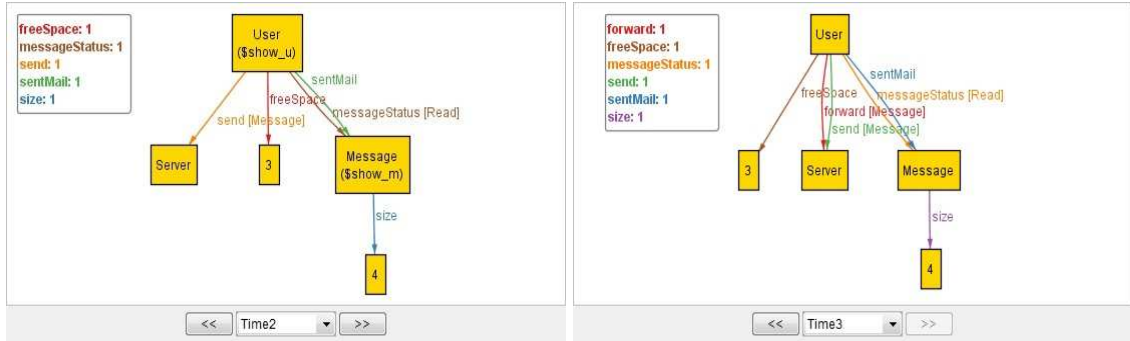 freeSpace: 1
messageStatus: 1
send: 1
sentMail: 1
size: 1
User
($show_u)
sentMail
freeSpace
messageStatus [Read]
send [Message]
Server
3
Message
($show_m)
size
4
<<
Time2
>>
forward: 1
freeSpace: 1
messageStatus: 1
send: 1
sentMail: 1
size: 1
User
sentMail
freeSpace
messageStatus [Read]
forward [Message]
send [Message]
3
Server
Message
size
4
<<
Time3
>>